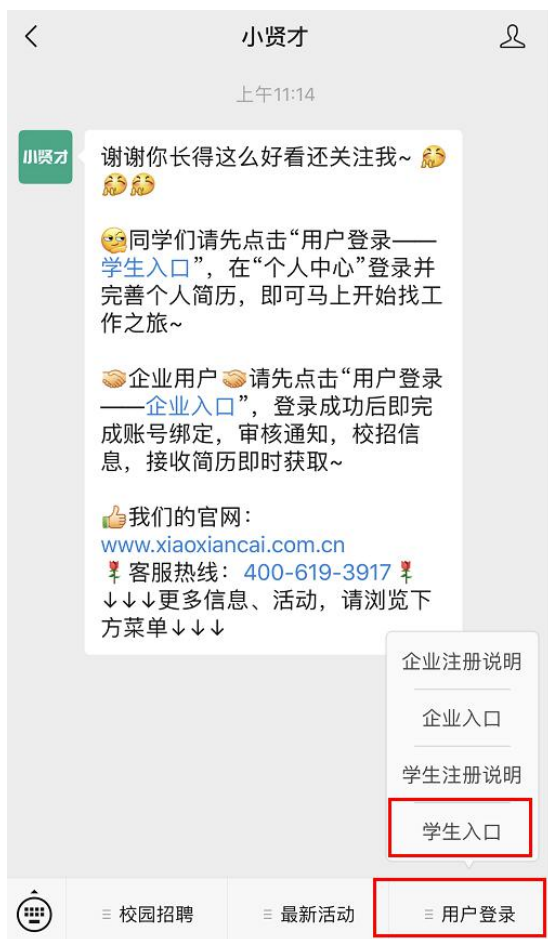 小贤才
上午11:14
小贤才
谢谢你长得这么好看还关注我~
同学们请先点击“用户登录——
学生入口”，在“个人中心”登录并
完善个人简历，即可马上开始找工
作之旅~
企业用户请先点击“用户登录
——企业入口”，登录成功后即完
成账号绑定，审核通知，校招信
息，接收简历即时获取~
我们的官网：
www.xiaoxiancai.com.cn
客服热线：400-619-3917
↓↓↓更多信息、活动，请浏览下
方菜单↓↓↓
企业注册说明
企业入口
学生注册说明
学生入口
校园招聘
最新活动
用户登录